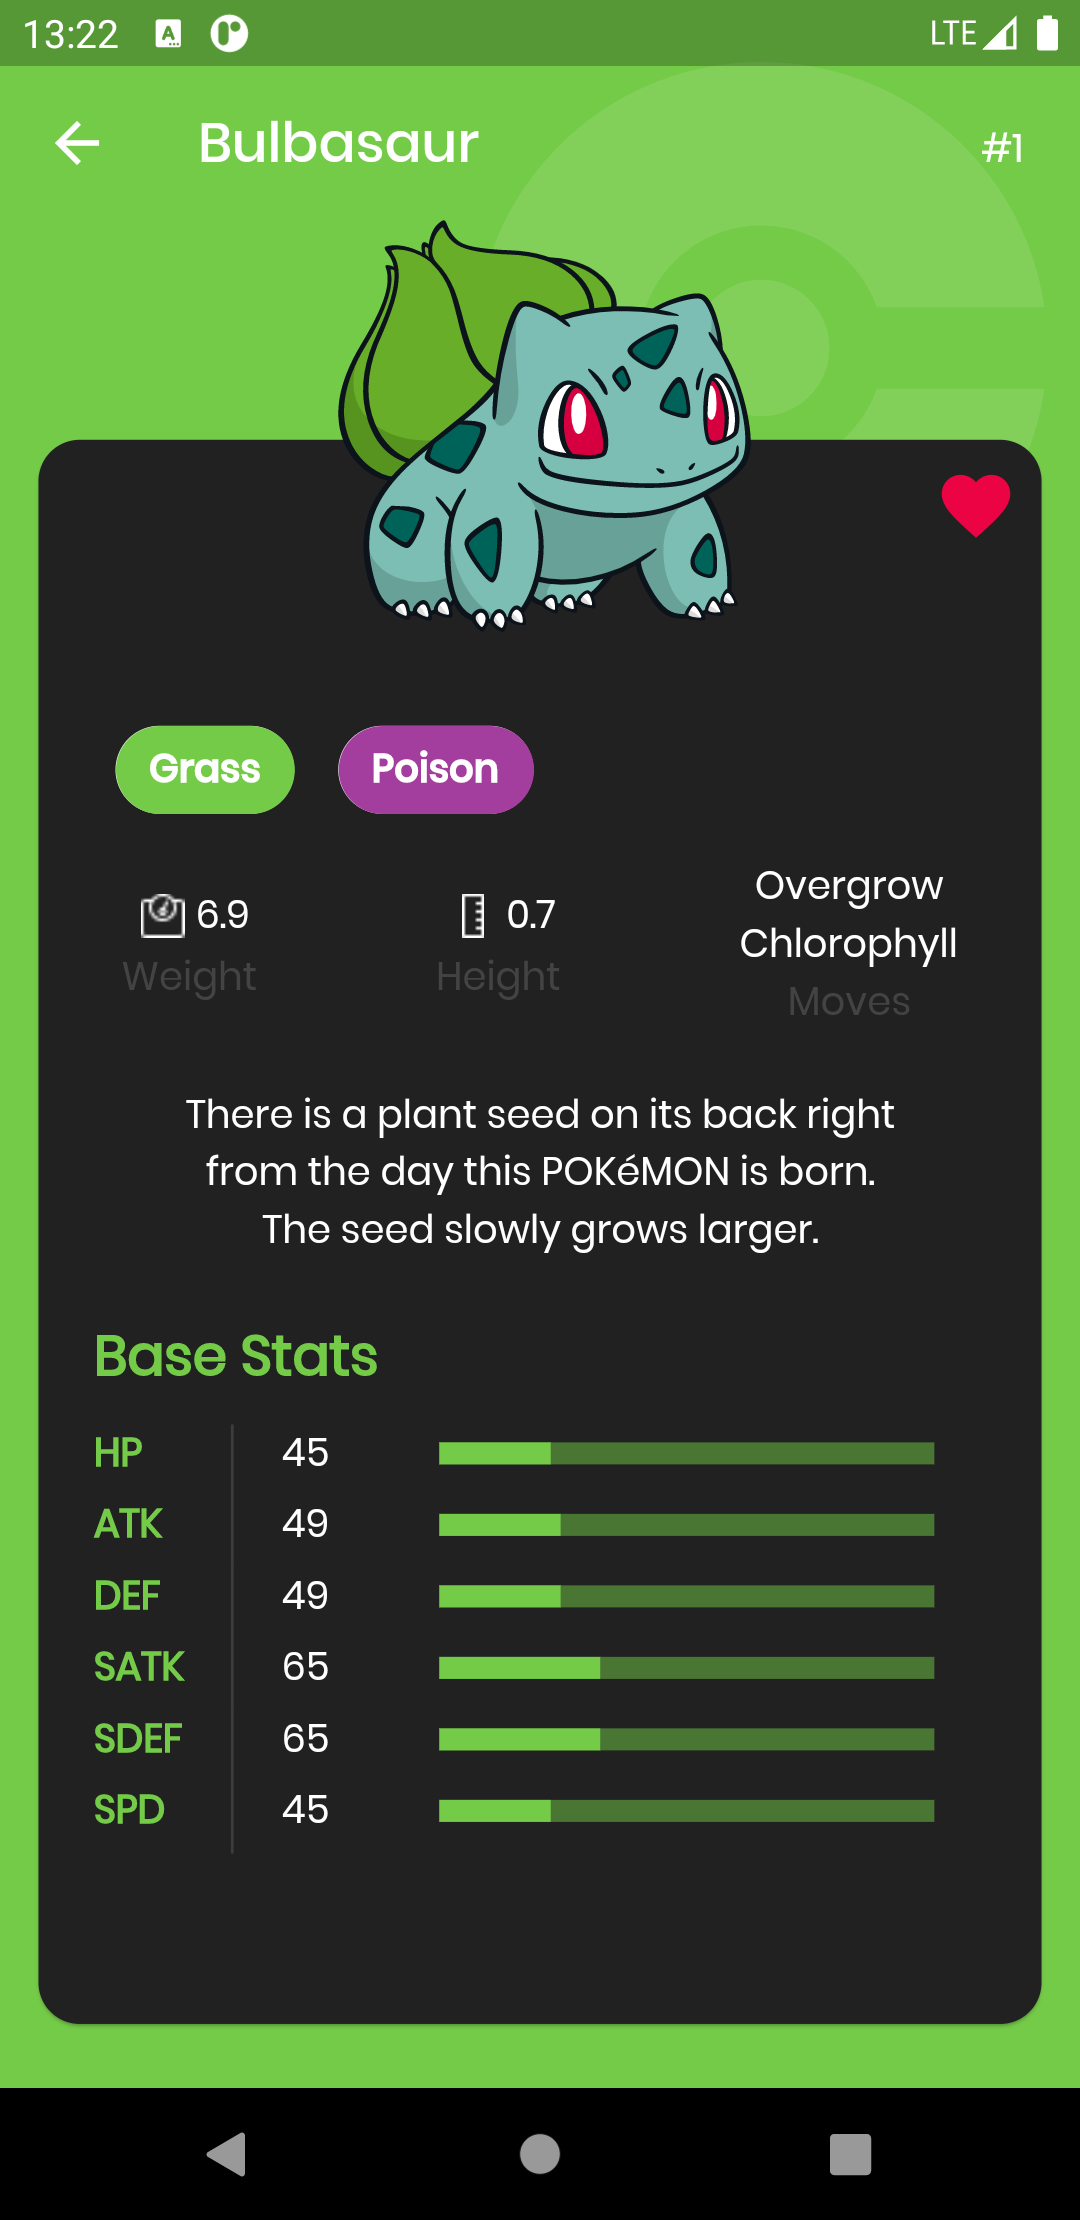 13:22 A LTE
Bulbasaur #1
Grass Poison
6.9 0.7 Overgrow
Chlorophyll
Weight Height Moves
There is a plant seed on its back right
from the day this POKéMON is born.
The seed slowly grows larger.
Base Stats
HP 45
ATK 49
DEF 49
SATK 65
SDEF 65
SPD 45